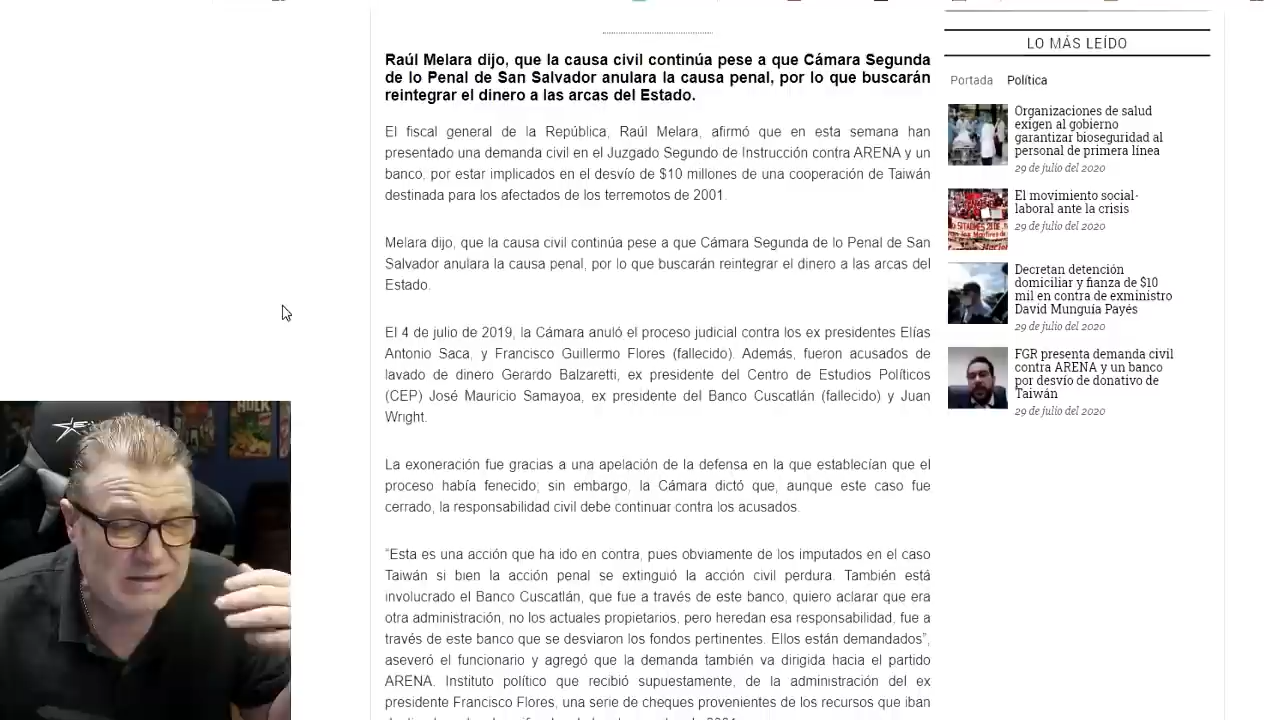 Raúl Melara dijo, que la causa civil continúa pese a que Cámara Segunda
de lo Penal de San Salvador anulara la causa penal, por lo que buscarán
reintegrar el dinero a las arcas del Estado.
El fiscal general de la República, Raúl Melara, afirmó que en esta semana han
presentado una demanda civil en el Juzgado Segundo de Instrucción contra ARENA y un
banco, por estar implicados en el desvío de $10 millones de una cooperación de Taiwán
destinada para los afectados de los terremotos de 2001.
Melara dijo, que la causa civil continúa pese a que Cámara Segunda de lo Penal de San
Salvador anulara la causa penal, por lo que buscarán reintegrar el dinero a las arcas del
Estado.
El 4 de julio de 2019, la Cámara anuló el proceso judicial contra los ex presidentes Elías
Antonio Saca, y Francisco Guillermo Flores (fallecido). Además, fueron acusados de
lavado de dinero Gerardo Balzaretti, ex presidente del Centro de Estudios Políticos
(CEP) José Mauricio Samayoa, ex presidente del Banco Cuscatlán (fallecido) y Juan
Wright.
La exoneración fue gracias a una apelación de la defensa en la que establecían que el
proceso había fenecido; sin embargo, la Cámara dictó que, aunque este caso fue
cerrado, la responsabilidad civil debe continuar contra los acusados.
“Esta es una acción que ha ido en contra, pues obviamente de los imputados en el caso
Taiwán si bien la acción penal se extinguió la acción civil perdura. También está
involucrado el Banco Cuscatlán, que fue a través de este banco, quiero aclarar que era
otra administración, no los actuales propietarios, pero heredan esa responsabilidad, fue a
través de este banco que se desviaron los fondos pertinentes. Ellos están demandados”,
aseveró el funcionario y agregó que la demanda también va dirigida hacia el partido
ARENA. Instituto político que recibió supuestamente, de la administración del ex
presidente Francisco Flores, una serie de cheques provenientes de los recursos que iban
LO MÁS LEÍDO
Portada Política
Organizaciones de salud
exigen al gobierno
garantizar bioseguridad al
personal de primera línea
29 de julio del 2020
El movimiento social-
laboral ante la crisis
29 de julio del 2020
Decretan detención
domiciliar y fianza de $10
mil en contra de exministro
David Munguía Payés
29 de julio del 2020
FGR presenta demanda civil
contra ARENA y un banco
por desvío de donativo de
Taiwán
29 de julio del 2020
HULK